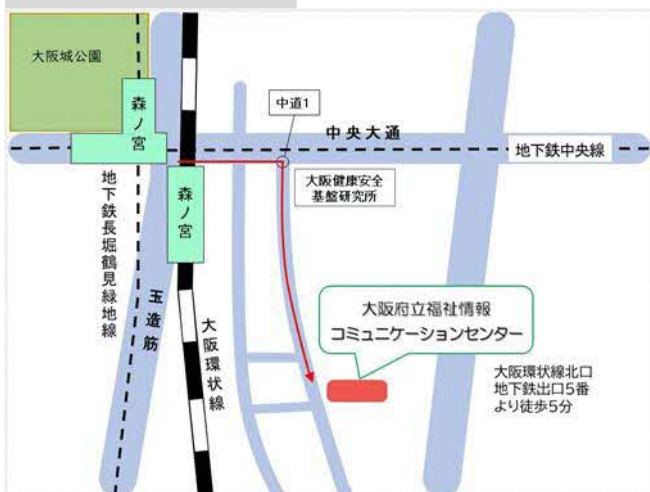 大阪城公園
森ノ宮
中道1
中央大通
地下鉄中央線
大阪健康安全
基盤研究所
森ノ宮
地下鉄長堀鶴見緑地線
玉造筋
大阪環状線
大阪府立福祉情報
コミュニケーションセンター
大阪環状線北口
地下鉄出口5番
より徒歩5分